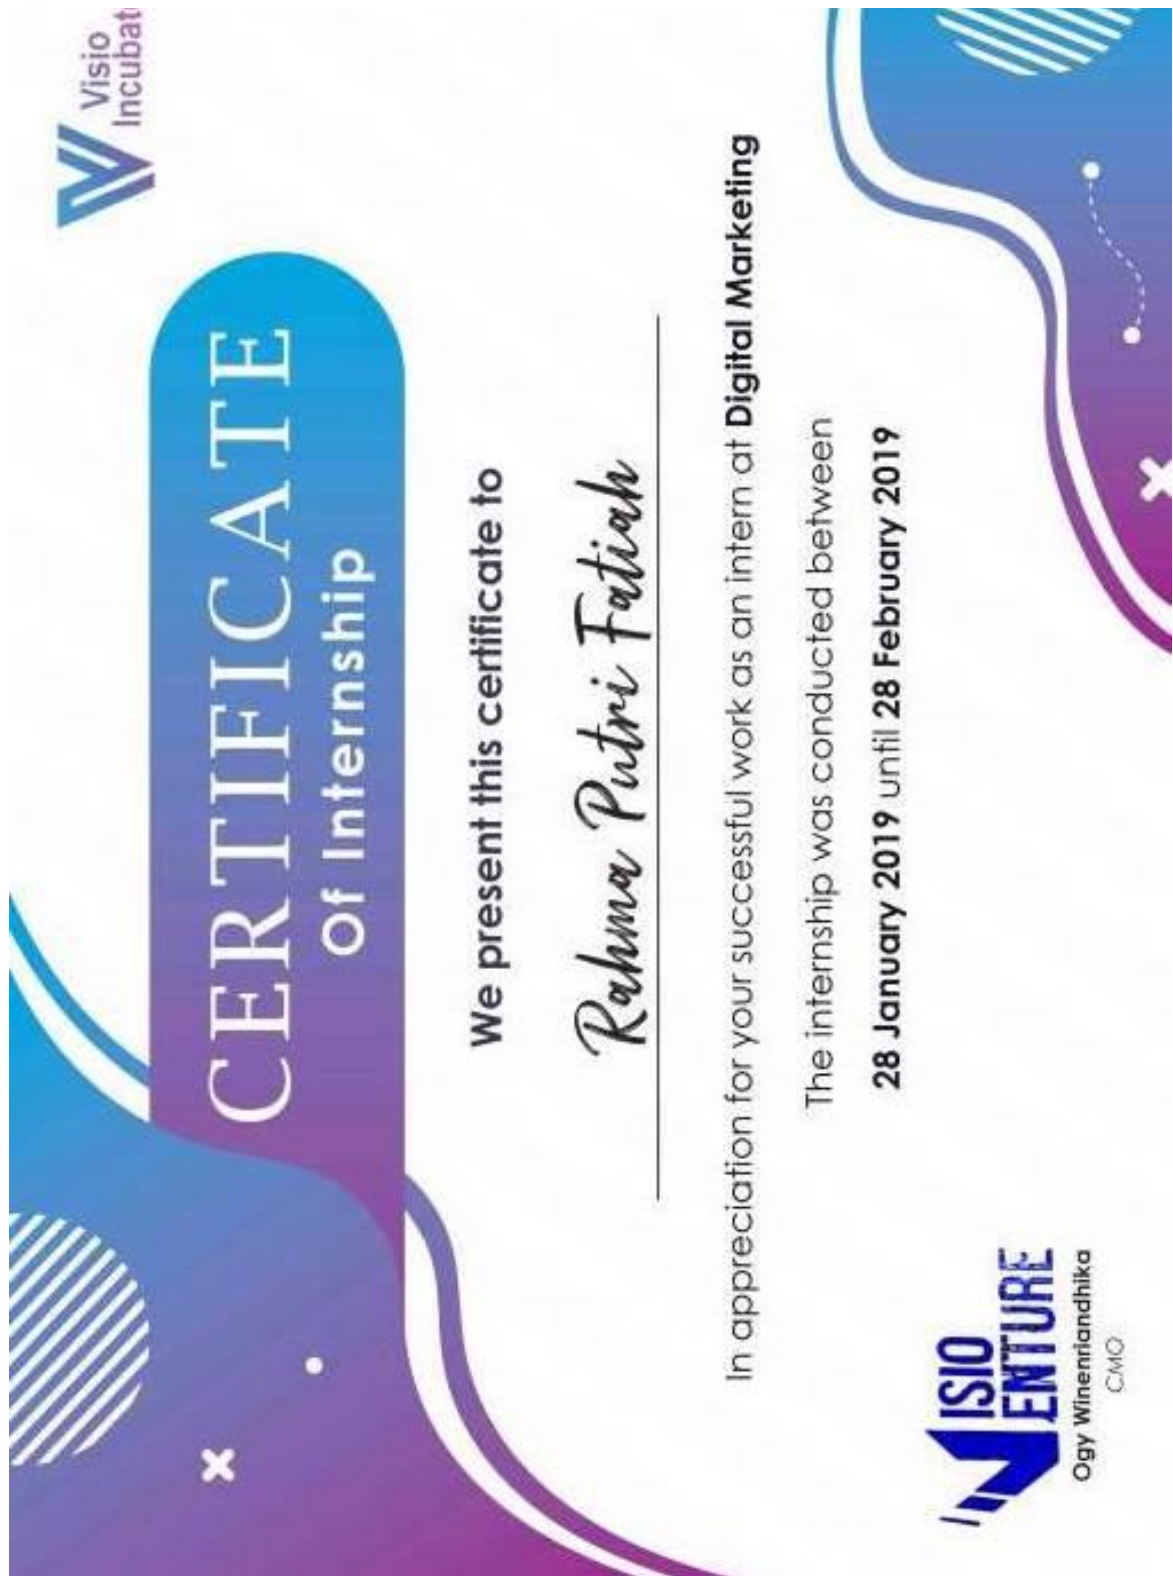 Visio
Incubat
CERTIFICATE
Of Internship
We present this certificate to
Rahma Putri Fatiah
In appreciation for your successful work as an intern at Digital Marketing
The internship was conducted between
28 January 2019 until 28 February 2019
VISIO
VENTURE
Ogy Winenriandhika
CMO